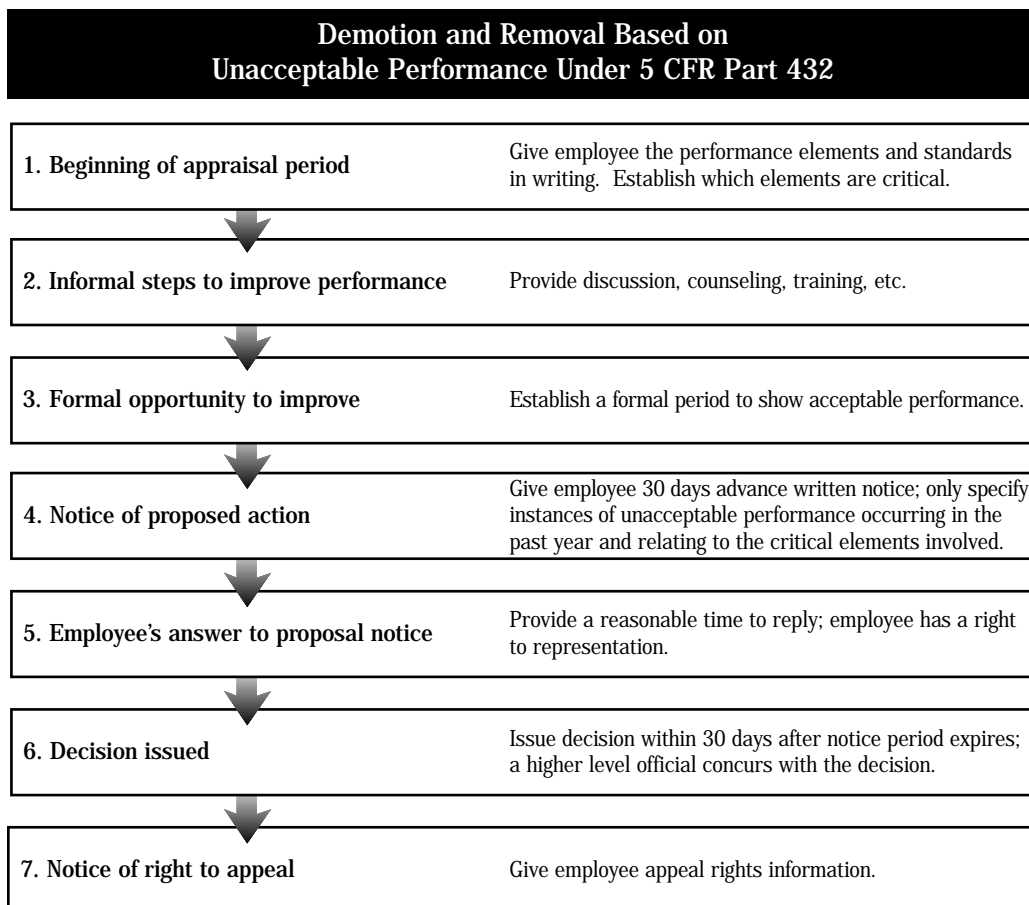 Demotion and Removal Based on
Unacceptable Performance Under 5 CFR Part 432
1. Beginning of appraisal period
Give employee the performance elements and standards
in writing.  Establish which elements are critical.
2. Informal steps to improve performance
Provide discussion, counseling, training, etc.
3. Formal opportunity to improve
Establish a formal period to show acceptable performance.
4. Notice of proposed action
Give employee 30 days advance written notice; only specify
instances of unacceptable performance occurring in the
past year and relating to the critical elements involved.
5. Employee's answer to proposal notice
Provide a reasonable time to reply; employee has a right
to representation.
6. Decision issued
Issue decision within 30 days after notice period expires;
a higher level official concurs with the decision.
7. Notice of right to appeal
Give employee appeal rights information.